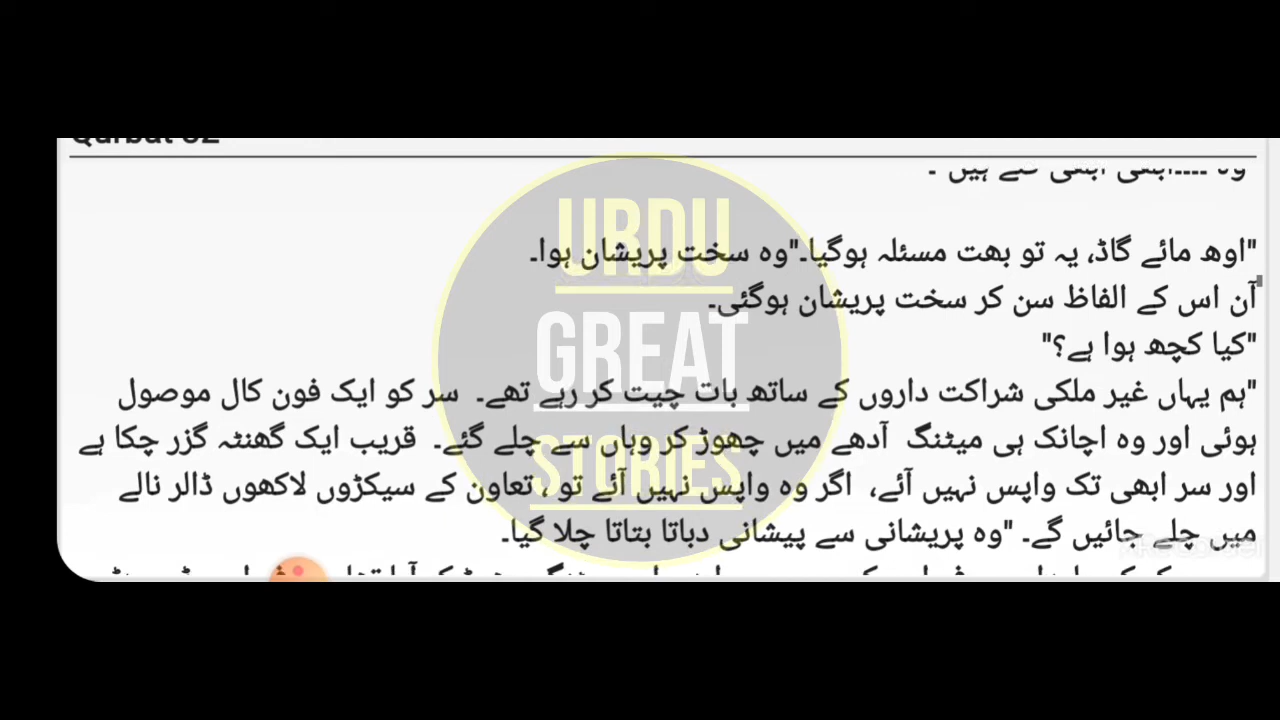 "اوھ مائے گاڈ، یہ تو بھت مسئلہ ہوگیا۔"وہ سخت پریشان ہوا۔
آن اس کے الفاظ سن کر سخت پریشان ہوگئی۔
"کیا کچھ ہوا ہے؟"
"ہم یہاں غیر ملکی شراکت داروں کے ساتھ بات چیت کر رہے تھے۔ سر کو ایک فون کال موصول
ہوئی اور وہ اچانک ہی میٹنگ آدھے میں چھوڑ کر وہاں سے چلے گئے۔ قریب ایک گھنٹہ گزر چکا ہے
اور سر ابھی تک واپس نہیں آئے، اگر وہ واپس نہیں آئے تو ، تعاون کے سیکڑوں لاکھوں ڈالر نالے
میں چلے جائیں گے۔ "وہ پریشانی سے پیشانی دباتا بتاتا چلا گیا۔
URDU
GREAT
STORIES